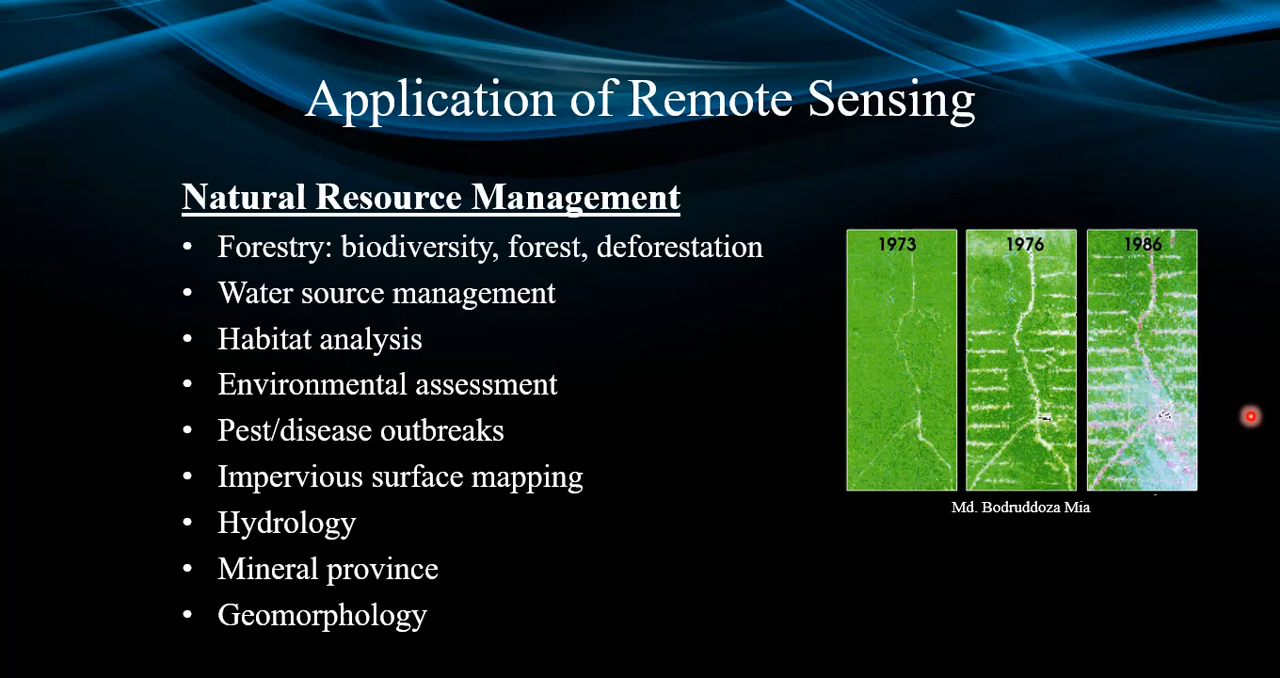 Application of Remote Sensing
Natural Resource Management
• Forestry: biodiversity, forest, deforestation
• Water source management
• Habitat analysis
• Environmental assessment
• Pest/disease outbreaks
• Impervious surface mapping
• Hydrology
• Mineral province
• Geomorphology
1973 1976 1986
Md. Bodruddoza Mia